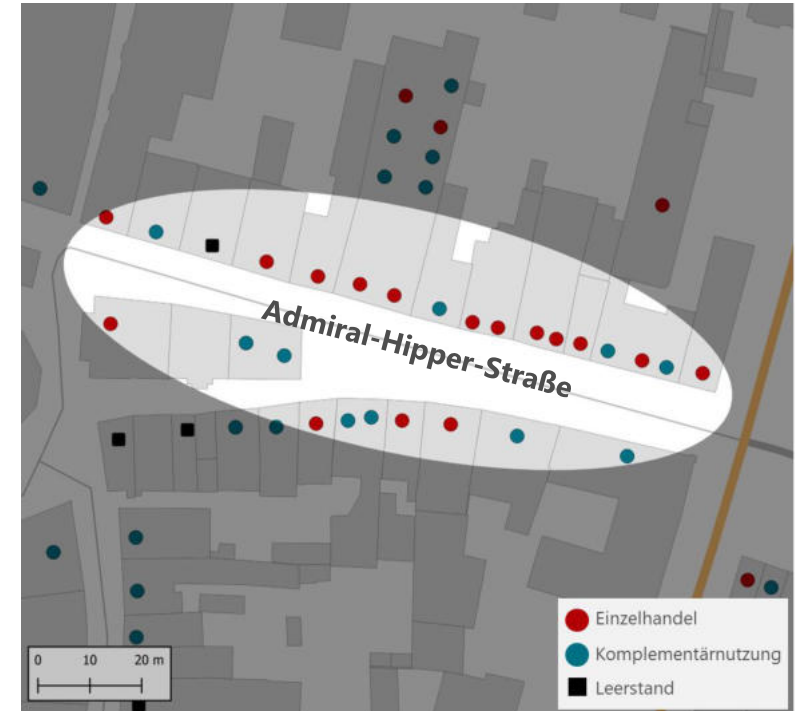 Admiral-Hipper-Straße
Einzelhandel
Komplementärnutzung
Leerstand
0 10 20 m